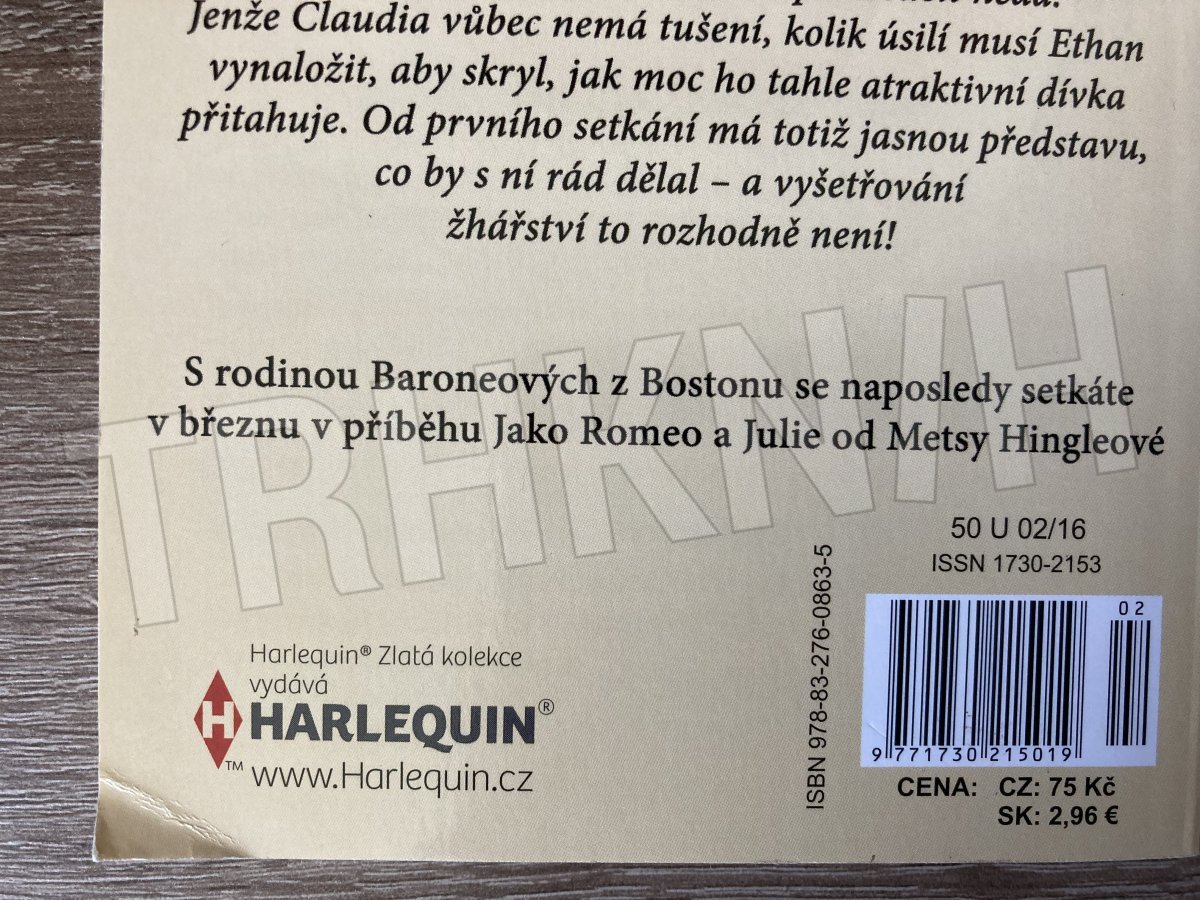 Jenže Claudia vůbec nemá tušení, kolik úsilí musí Ethan
vynaložit, aby skryl, jak moc ho tahle atraktivní dívka
přitahuje. Od prvního setkání má totiž jasnou představu,
co by s ní rád dělal – a vyšetřování
žhářství to rozhodně není!
S rodinou Baroneových z Bostonu se naposledy setkáte
v březnu v příběhu Jako Romeo a Julie od Metsy Hingleové
TRHKNIH
50 U 02/16
ISSN 1730-2153
ISBN 978-83-276-0863-5
02
9 771730 215019
CENA: CZ: 75 Kč
SK: 2,96 €
Harlequin® Zlatá kolekce
vydává
H HARLEQUIN®
™ www.Harlequin.cz